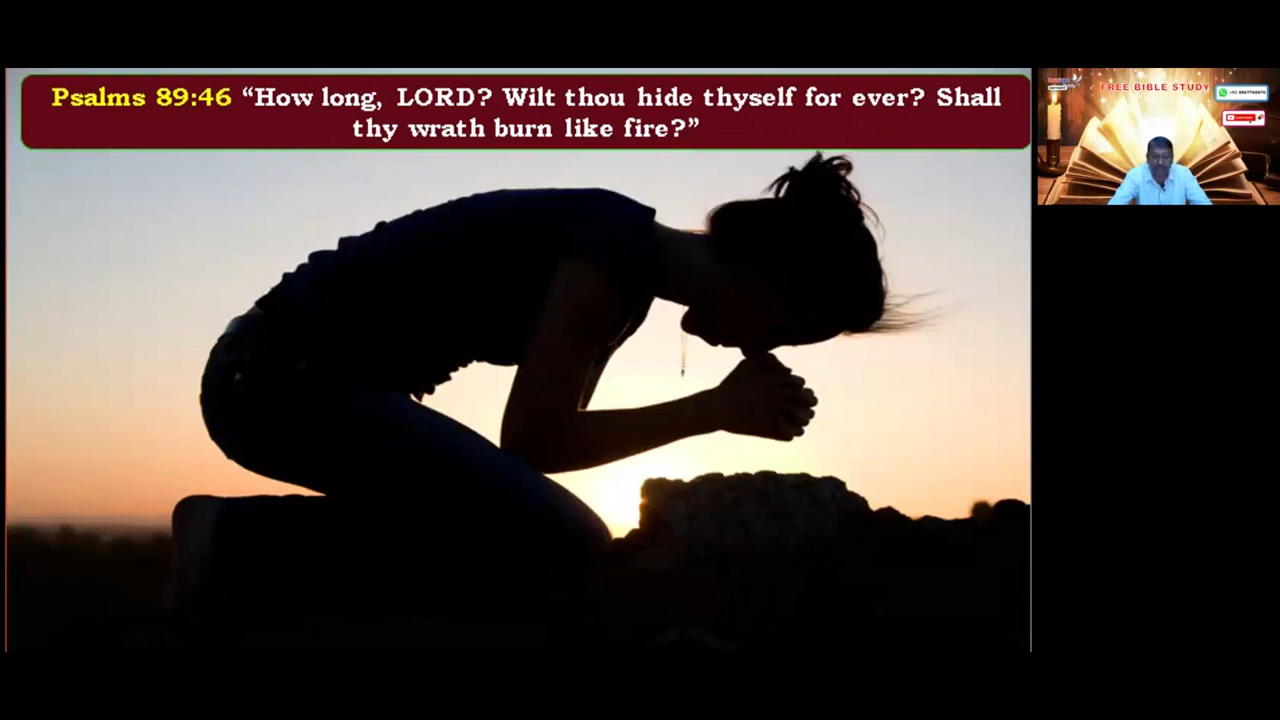 Psalms 89:46 “How long, LORD? Wilt thou hide thyself for ever? Shall
thy wrath burn like fire?”
FREE BIBLE STUDY